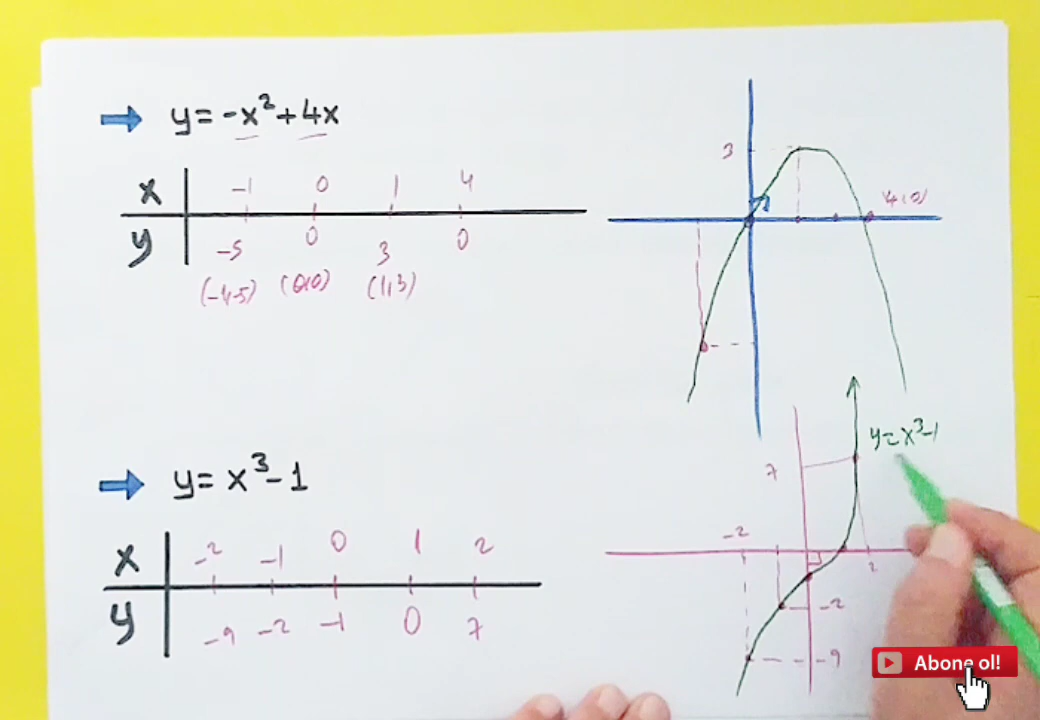 y=-x²+4x
x -1 0 1 4
y -5 0 3 0
(-1,-5) (0,0) (1,3)
3
4,0)
y=x³-1
7
y=x³-1
x -2 -1 0 1 2
y -9 -2 -1 0 7
-2
2
-2
-9
Abone ol!